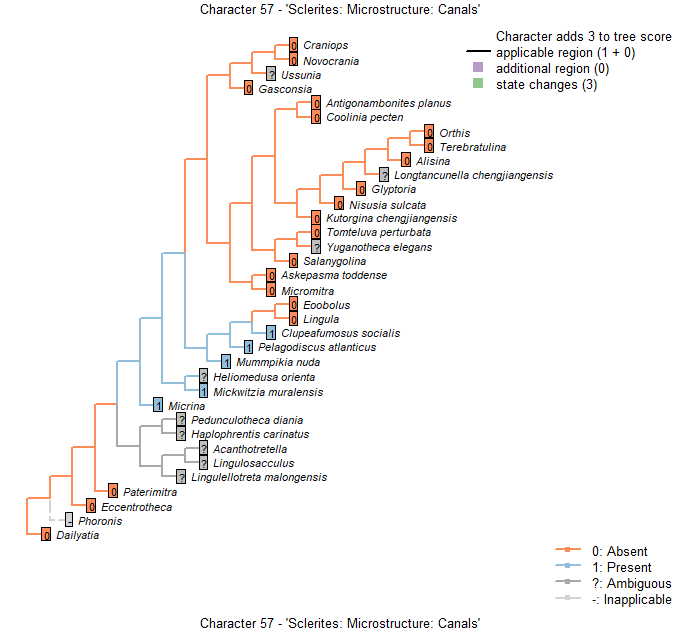 Character 57 - 'Sclerites: Microstructure: Canals'
Character adds 3 to tree score
applicable region (1 + 0)
additional region (0)
state changes (3)
0 Craniops
0 Novocrania
? Ussunia
0 Gasconsia
0 Antigonambonites planus
0 Coolinia pecten
0 Orthis
0 Terebratulina
0 Alisina
? Longtancunella chengjiangensis
0 Glyptoria
0 Nisusia sulcata
0 Kutorgina chengjiangensis
0 Tomteluva perturbata
? Yuganotheca elegans
0 Salanygolina
0 Askepasma toddense
0 Micromitra
0 Eoobolus
0 Lingula
1 Clupeafumosus socialis
1 Pelagodiscus atlanticus
1 Mummpikia nuda
? Heliomedusa orienta
1 Mickwitzia muralensis
1 Micrina
? Pedunculotheca diania
? Haplophrentis carinatus
? Acanthotretella
? Lingulosacculus
? Lingulellotreta malongensis
0 Paterimitra
0 Eccentrotheca
- Phoronis
0 Dailyatia
0: Absent
1: Present
?: Ambiguous
-: Inapplicable
Character 57 - 'Sclerites: Microstructure: Canals'